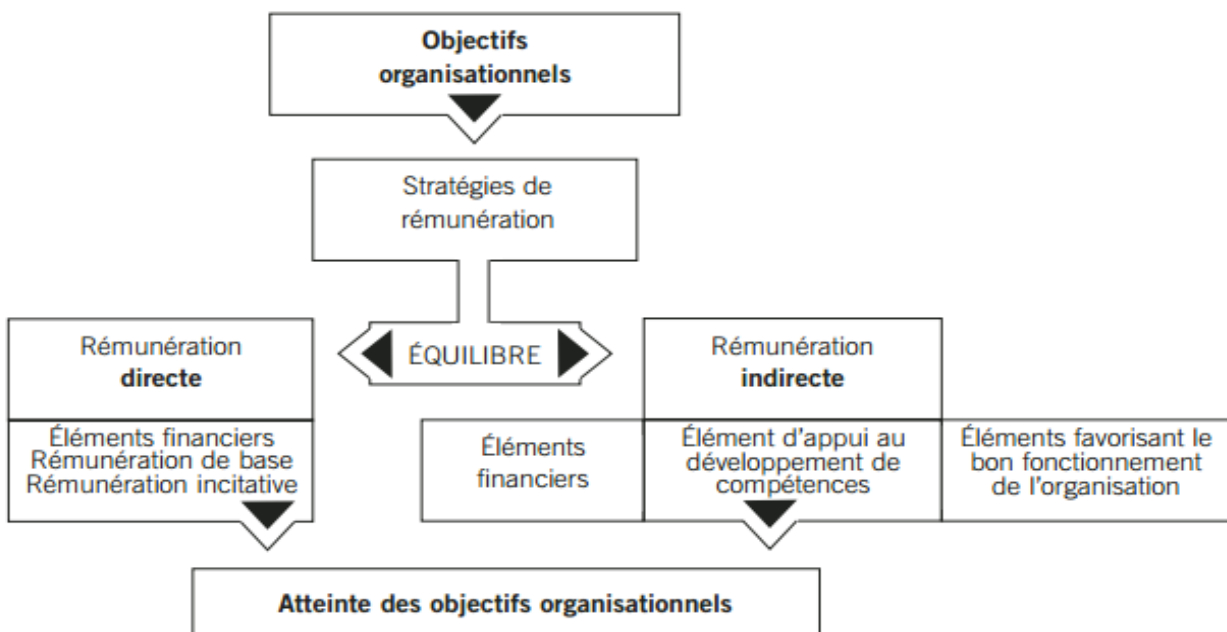 Objectifs
organisationnels
Stratégies de
rémunération
Rémunération
directe
ÉQUILIBRE
Rémunération
indirecte
Éléments financiers
Rémunération de base
Rémunération incitative
Éléments
financiers
Élément d'appui au
développement de
compétences
Éléments favorisant le
bon fonctionnement
de l'organisation
Atteinte des objectifs organisationnels